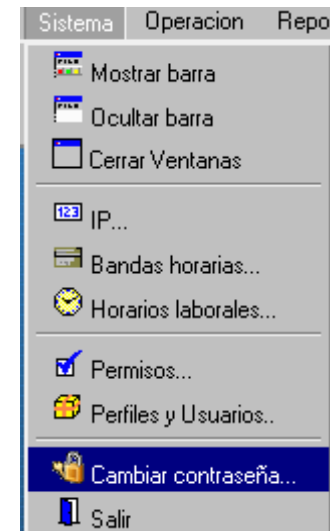 Sistema Operacion Repo
Mostrar barra
Ocultar barra
Cerrar Ventanas
IP...
Bandas horarias...
Horarios laborales...
Permisos...
Perfiles y Usuarios..
Cambiar contraseña...
Salir